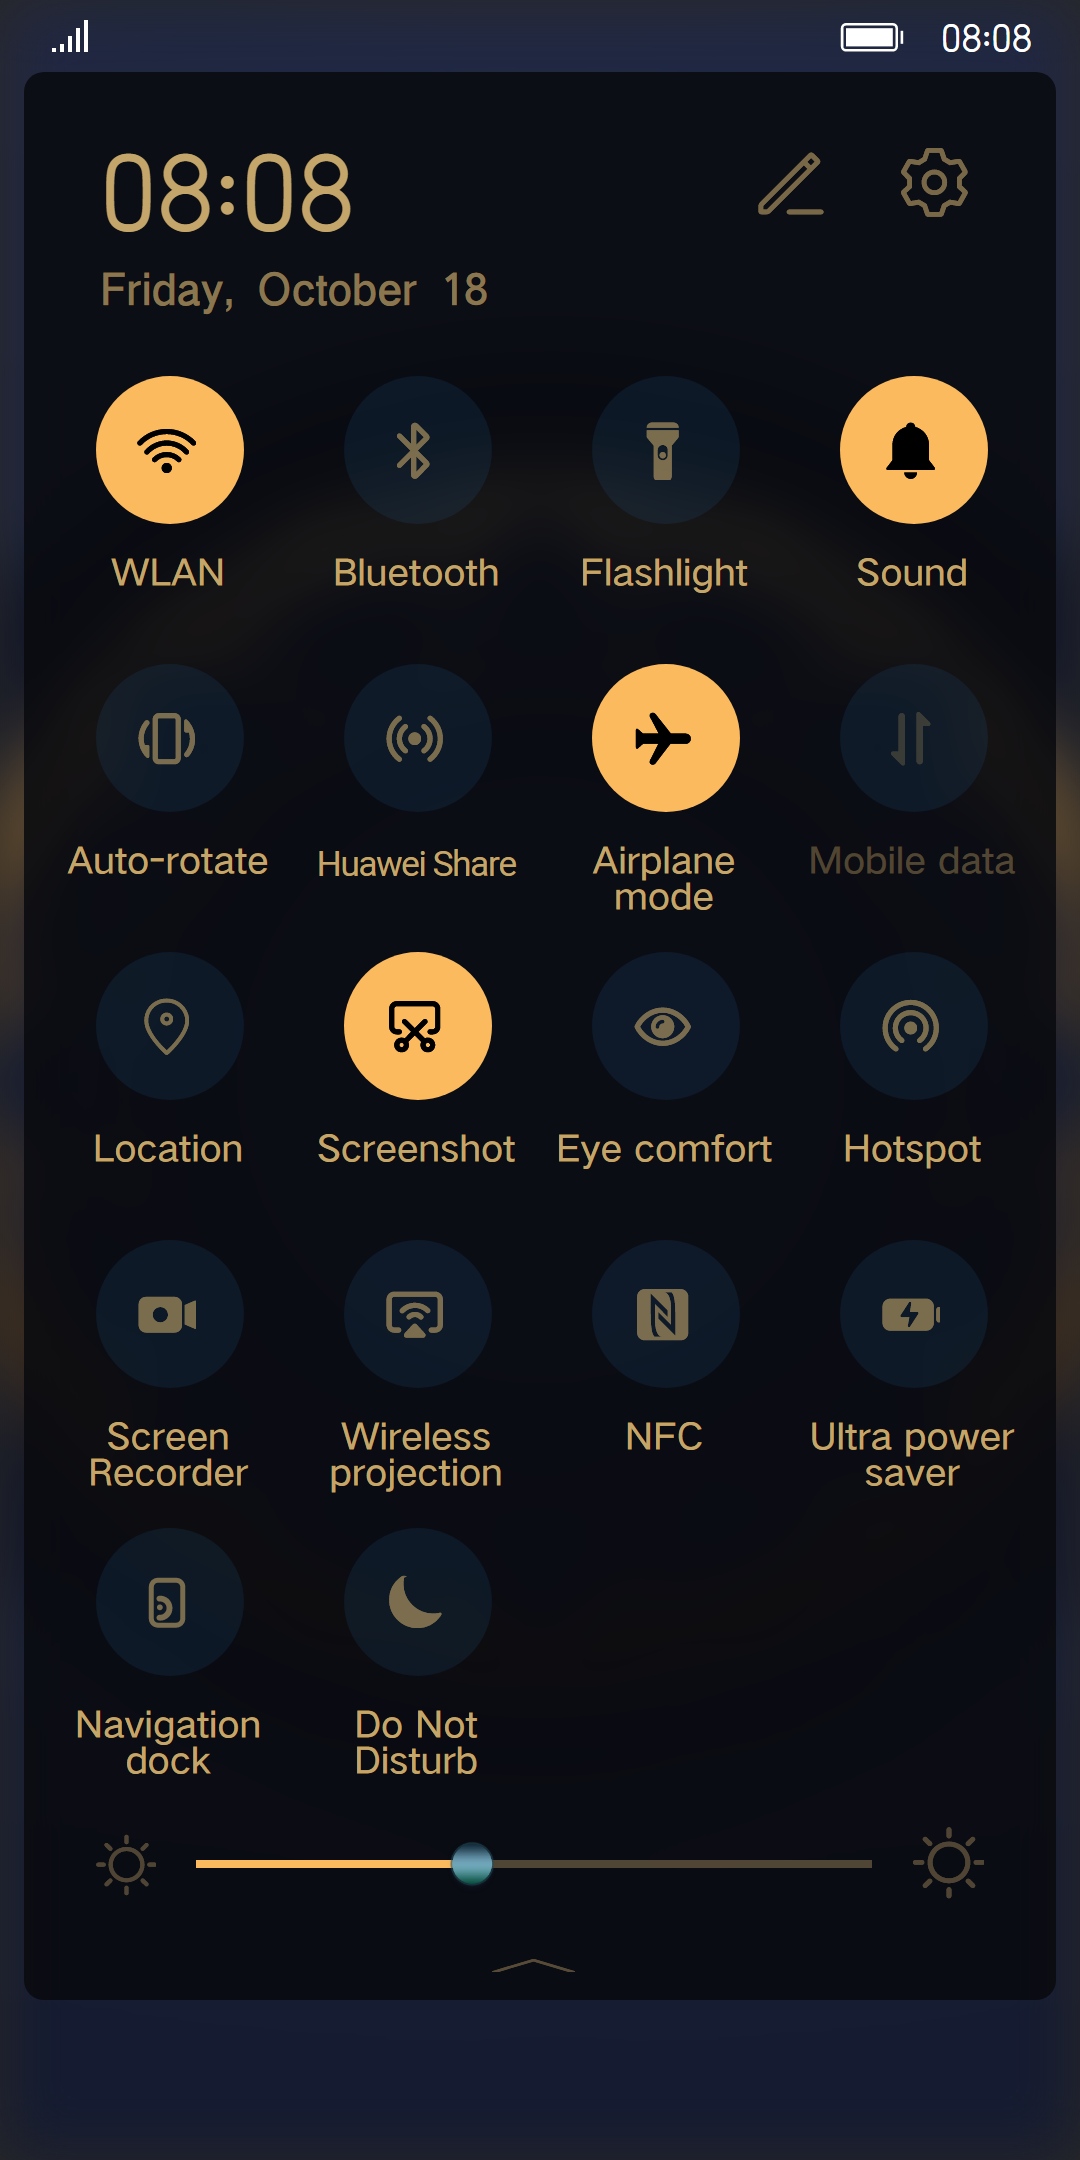 08:08
08:08
Friday, October 18
WLAN Bluetooth Flashlight Sound
Auto-rotate Huawei Share Airplane mode Mobile data
Location Screenshot Eye comfort Hotspot
Screen Recorder Wireless projection NFC Ultra power saver
Navigation dock Do Not Disturb